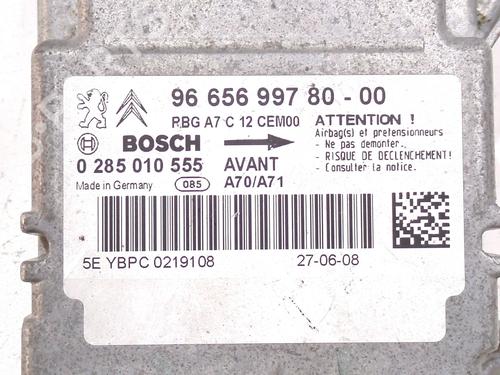 96 656 997 80 - 00
RBG A7 C 12 CEM00
BOSCH
0 285 010 555 AVANT
Made in Germany OB5 A70/A71
ATTENTION !
Airbag(s) et pretensionneurs
- Ne pas demonter.
- RISQUE DE DECLENCHEMENT!
- Consulter la notice.
5E YBPC 0219108 27-06-08